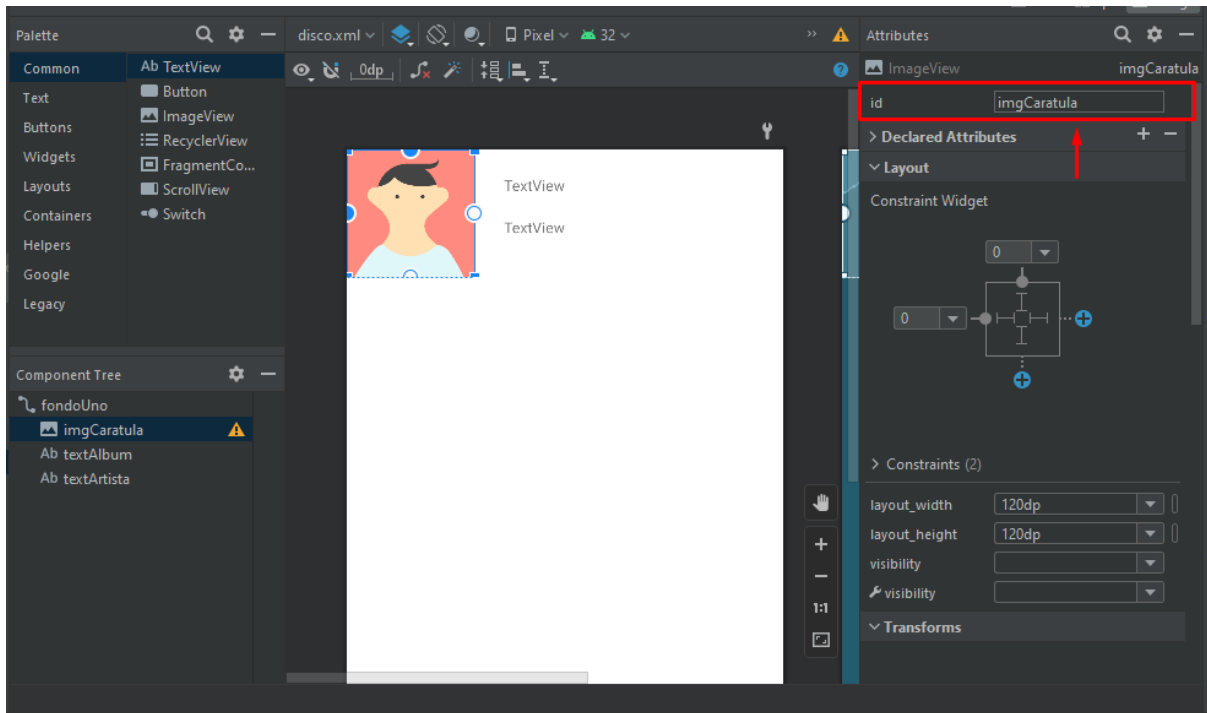 Palette
Common
Text
Buttons
Widgets
Layouts
Containers
Helpers
Google
Legacy
Ab TextView
Button
ImageView
RecyclerView
FragmentCo...
ScrollView
Switch
Component Tree
fondoUno
imgCaratula
Ab textAlbum
Ab textArtista
disco.xml
Pixel
32
0dp
TextView
TextView
1:1
Attributes
ImageView imgCaratula
id imgCaratula
Declared Attributes
Layout
Constraint Widget
0
0
Constraints (2)
layout_width 120dp
layout_height 120dp
visibility
visibility
Transforms